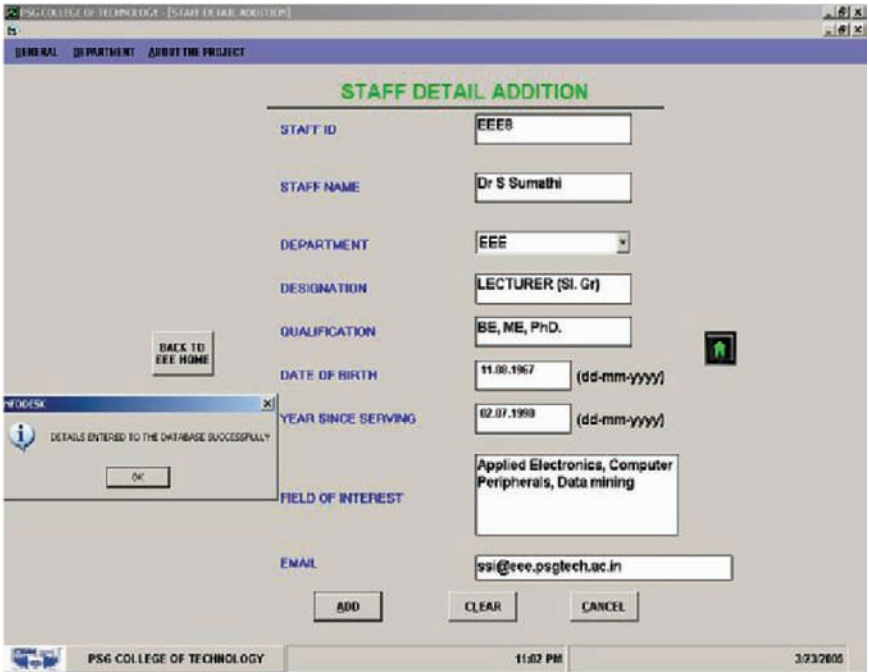 PSG COLLEGE OF TECHNOLOGY - [STAFF DETAIL ADDITION]
GENERAL DEPARTMENT ABOUT THE PROJECT
STAFF DETAIL ADDITION
STAFF ID EEE8
STAFF NAME Dr S Sumathi
DEPARTMENT EEE
DESIGNATION LECTURER (Sl. Gr)
QUALIFICATION BE, ME, PhD.
BACK TO
EEE HOME
DATE OF BIRTH 11.08.1967 (dd-mm-yyyy)
YEAR SINCE SERVING 02.07.1990 (dd-mm-yyyy)
NFODESK
DETAILS ENTERED TO THE DATABASE SUCCESSFULLY
OK
FIELD OF INTEREST
Applied Electronics, Computer
Peripherals, Data mining
EMAIL ssi@eee.psgtech.ac.in
ADD CLEAR CANCEL
PSG COLLEGE OF TECHNOLOGY 11:02 PM 3/23/2005